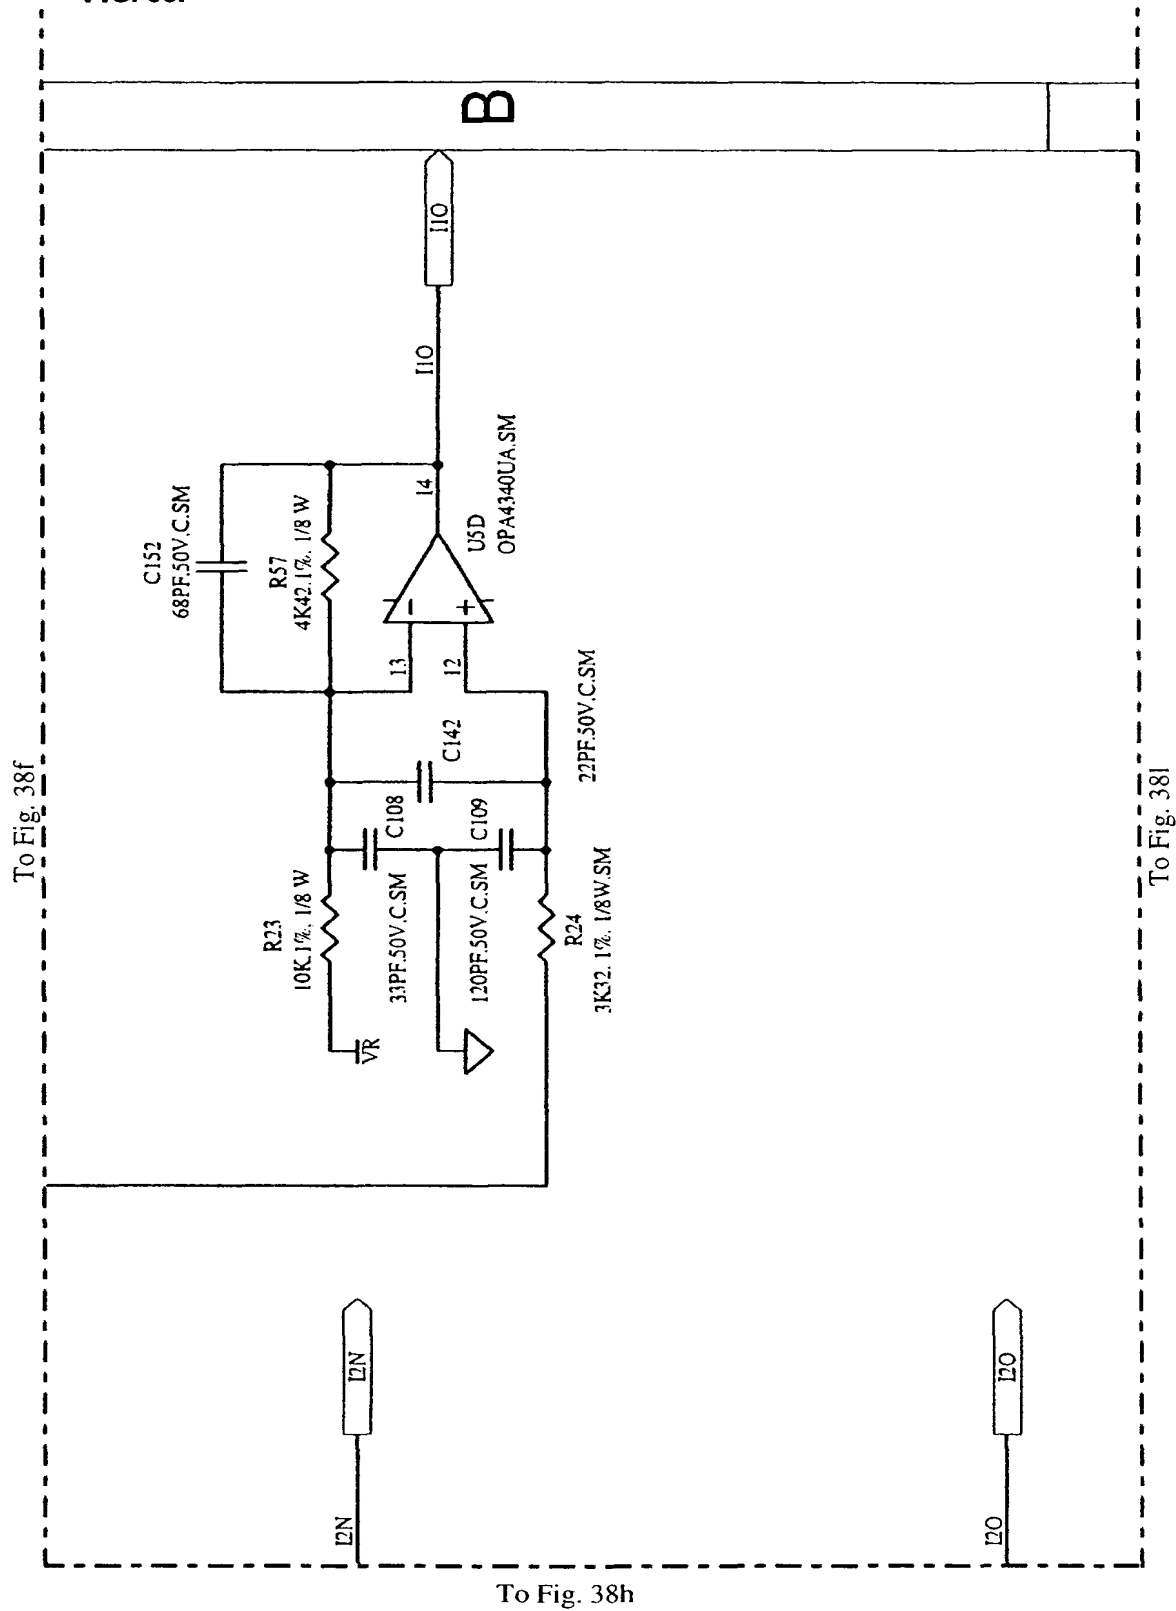 To Fig. 38f
B
I1O
I1O
C152
68PF.50V.C.SM
R57
4K42.1%, 1/8 W
14
U5D
OPA4340UA.SM
13
12
C142
22PF.50V.C.SM
C108
33PF.50V.C.SM
C109
120PF.50V.C.SM
R23
10K.1%, 1/8 W
R24
3K32. 1%. 1/8W.SM
VR
I2N
I2N
I2O
I2O
To Fig. 38l
To Fig. 38h